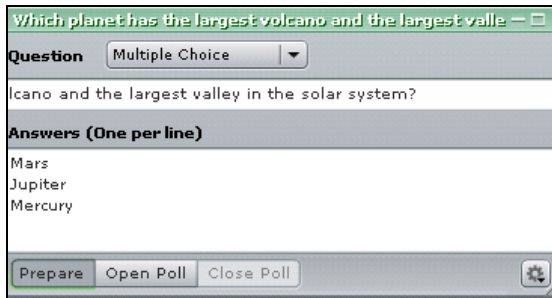 Which planet has the largest volcano and the largest valle
Question Multiple Choice
lcano and the largest valley in the solar system?
Answers (One per line)
Mars
Jupiter
Mercury
Prepare Open Poll Close Poll